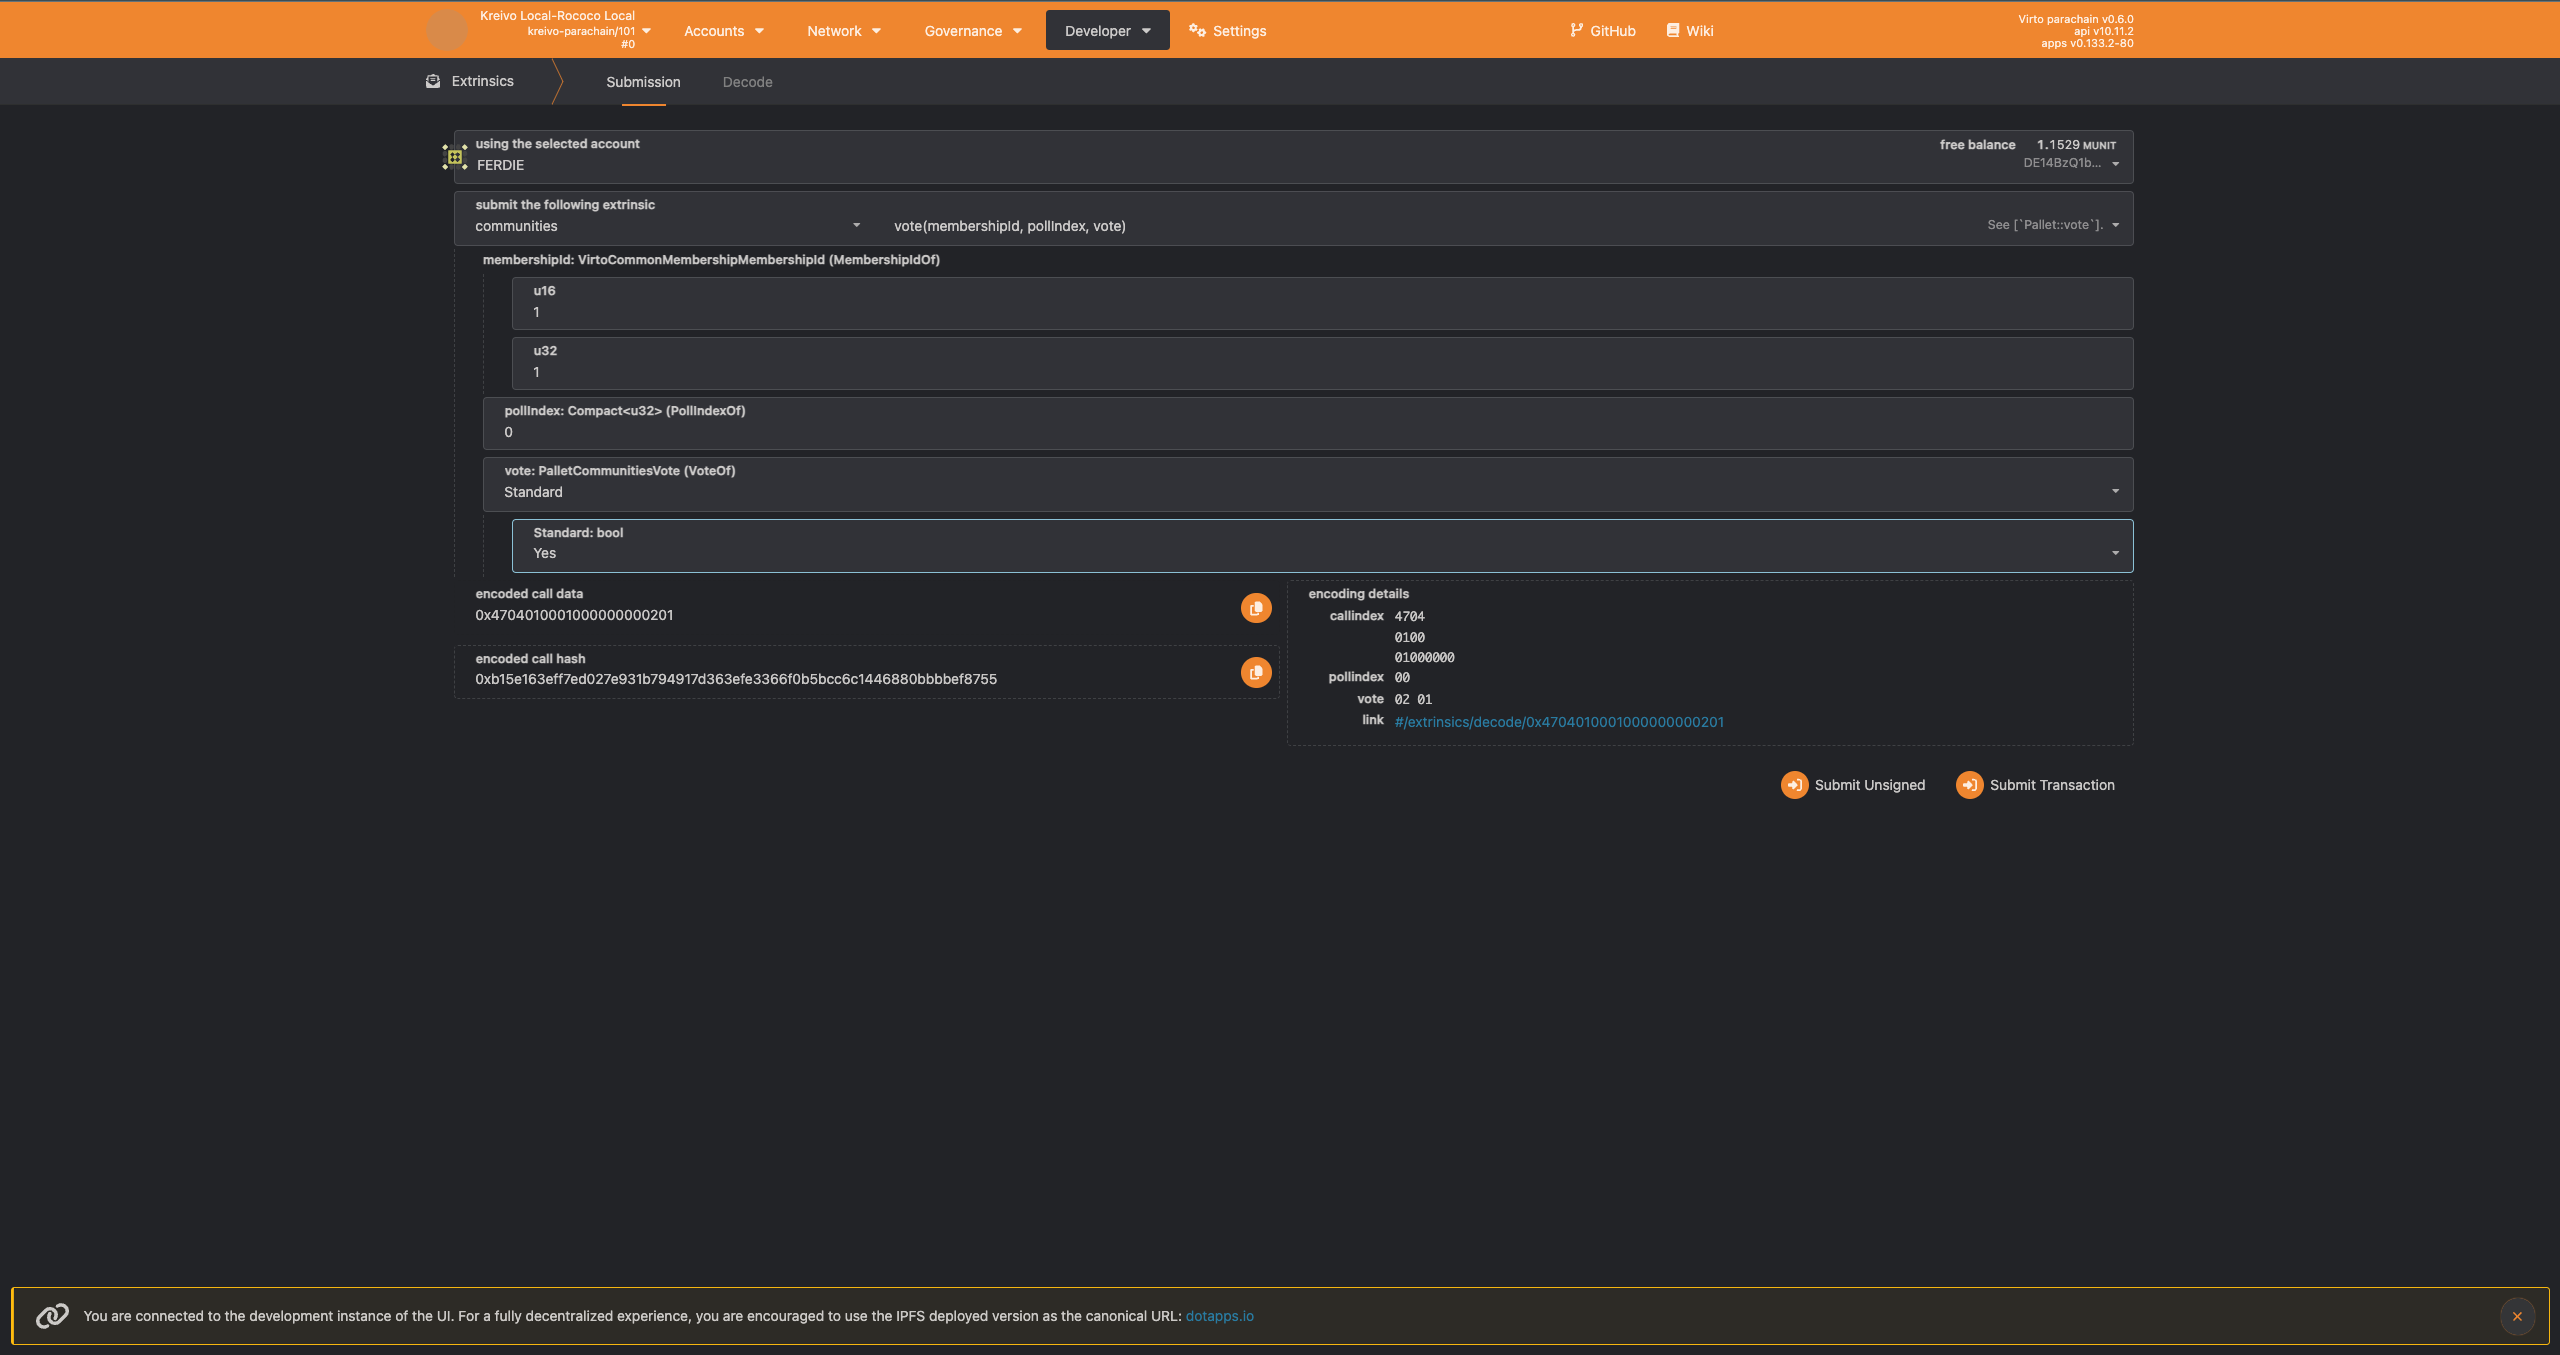 Kreivo Local-Rococo Local
kreivo-parachain/101
#0
Accounts
Network
Governance
Developer
Settings
GitHub
Wiki
Virto parachain v0.6.0
api v10.11.2
apps v0.133.2-80
Extrinsics
Submission
Decode
using the selected account
FERDIE
free balance 1.1529 MUNIT
DE14BzQ1b...
submit the following extrinsic
communities
vote(membershipId, pollIndex, vote)
See [`Pallet::vote`].
membershipId: VirtoCommonMembershipMembershipId (MembershipIdOf)
u16
1
u32
1
pollIndex: Compact<u32> (PollIndexOf)
0
vote: PalletCommunitiesVote (VoteOf)
Standard
Standard: bool
Yes
encoded call data
0x4704010001000000000201
encoded call hash
0xb15e163eff7ed027e931b794917d363efe3366f0b5bcc6c1446880bbbbef8755
encoding details
callindex 4704
0100
01000000
pollindex 00
vote 02 01
link #/extrinsics/decode/0x4704010001000000000201
Submit Unsigned
Submit Transaction
You are connected to the development instance of the UI. For a fully decentralized experience, you are encouraged to use the IPFS deployed version as the canonical URL: dotapps.io